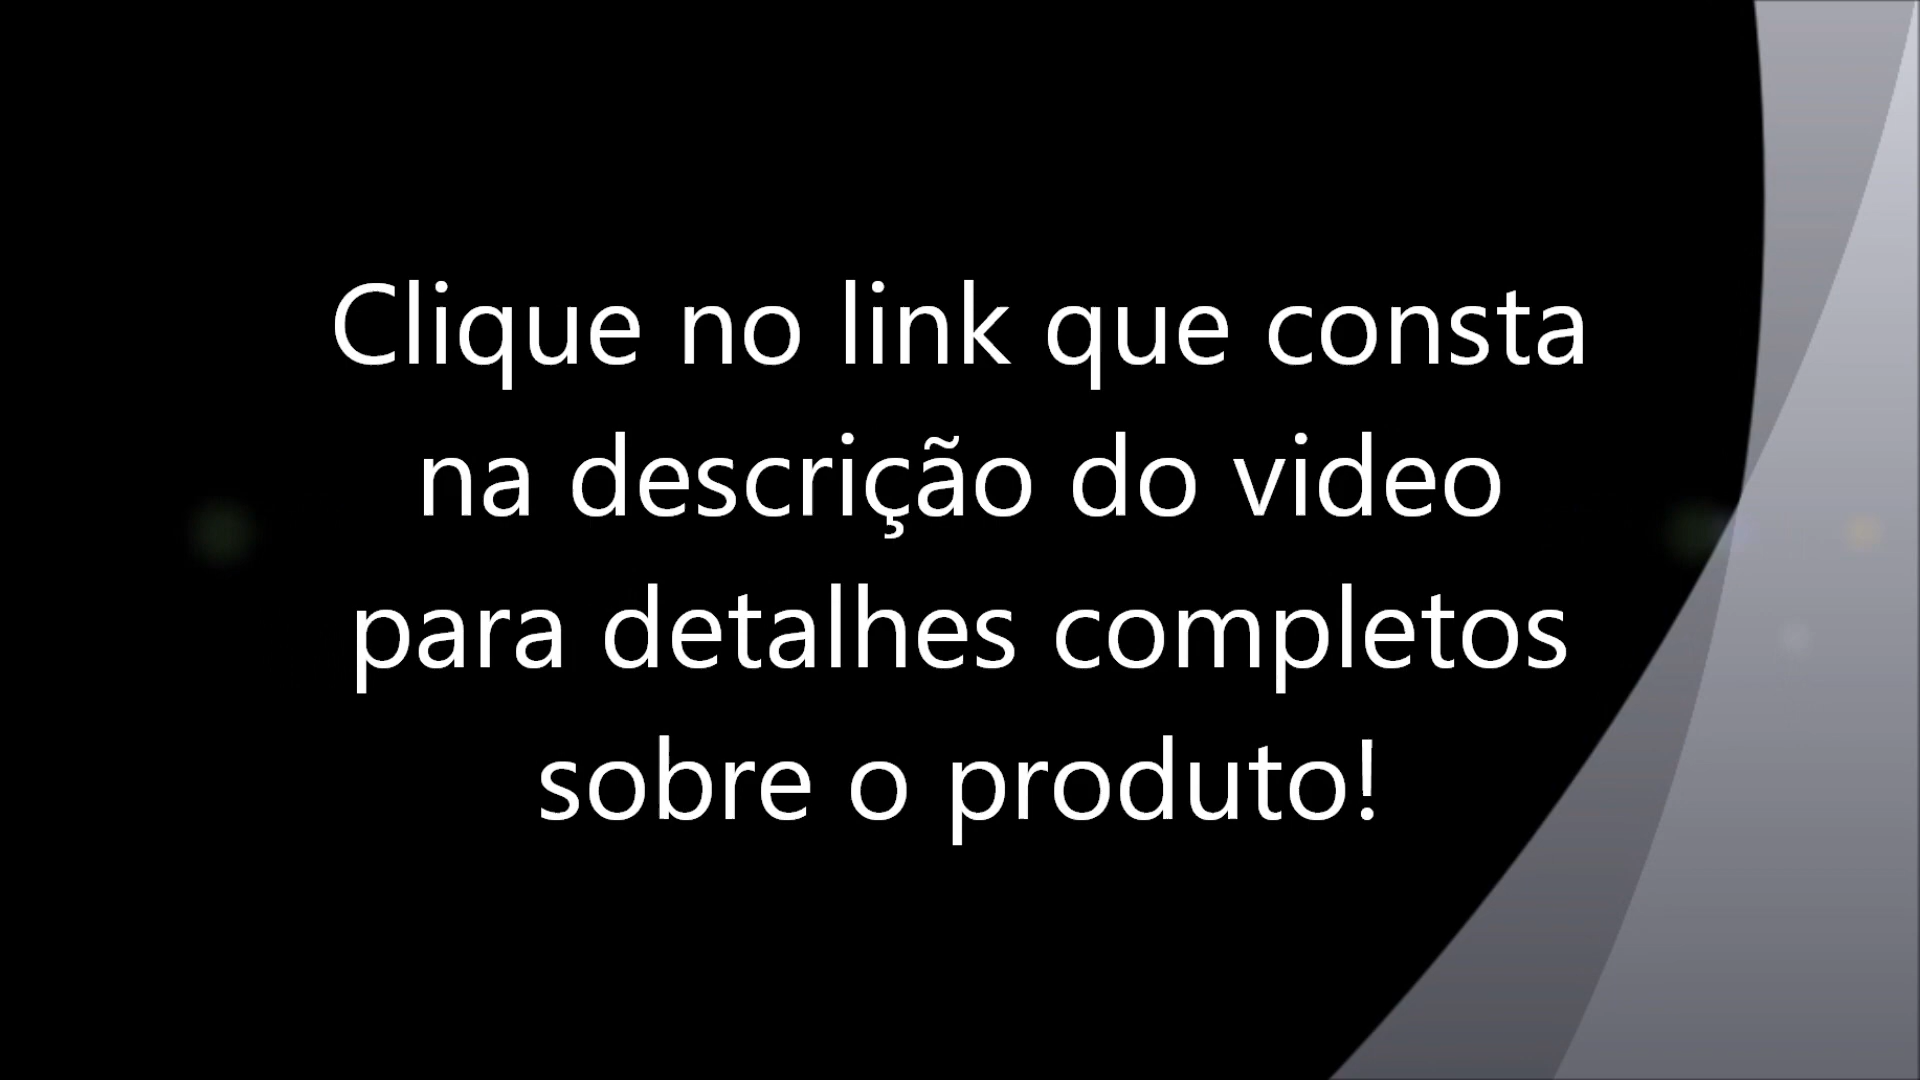 Clique no link que consta
na descrição do video
para detalhes completos
sobre o produto!